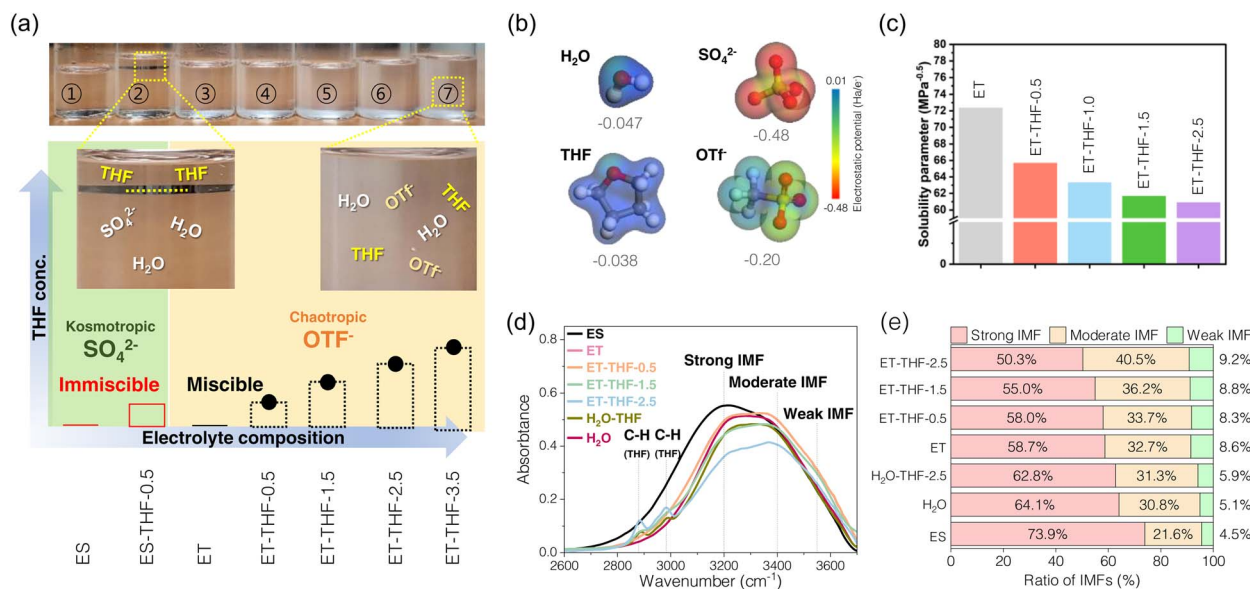 (a)
① ② ③ ④ ⑤ ⑥ ⑦
THF THF
SO₄²⁻ H₂O
H₂O
H₂O OTf⁻ THF
H₂O
THF OTf⁻
THF conc.
Kosmotropic
SO₄²⁻
Chaotropic
OTF⁻
Immiscible
Miscible
Electrolyte composition
ES
ES-THF-0.5
ET
ET-THF-0.5
ET-THF-1.5
ET-THF-2.5
ET-THF-3.5
(b)
H₂O
-0.047
SO₄²⁻
-0.48
THF
-0.038
OTf⁻
-0.20
0.01
Electrostatic potential (Ha/e)
-0.48
(c)
Solubility parameter (MPa⁻⁰·⁵)
80
78
76
74
72
70
68
66
64
62
60
0
ET
ET-THF-0.5
ET-THF-1.0
ET-THF-1.5
ET-THF-2.5
(d)
Absorbtance
0.8
0.6
0.4
0.2
0.0
ES
ET
ET-THF-0.5
ET-THF-1.5
ET-THF-2.5
H₂O-THF
H₂O
Strong IMF
Moderate IMF
Weak IMF
C-H C-H
(THF) (THF)
2600 3000 3400 3600
Wavenumber (cm⁻¹)
(e)
Strong IMF Moderate IMF Weak IMF
ET-THF-2.5 50.3% 40.5% 9.2%
ET-THF-1.5 55.0% 36.2% 8.8%
ET-THF-0.5 58.0% 33.7% 8.3%
ET 58.7% 32.7% 8.6%
H₂O-THF-2.5 62.8% 31.3% 5.9%
H₂O 64.1% 30.8% 5.1%
ES 73.9% 21.6% 4.5%
0 20 40 60 80 100
Ratio of IMFs (%)